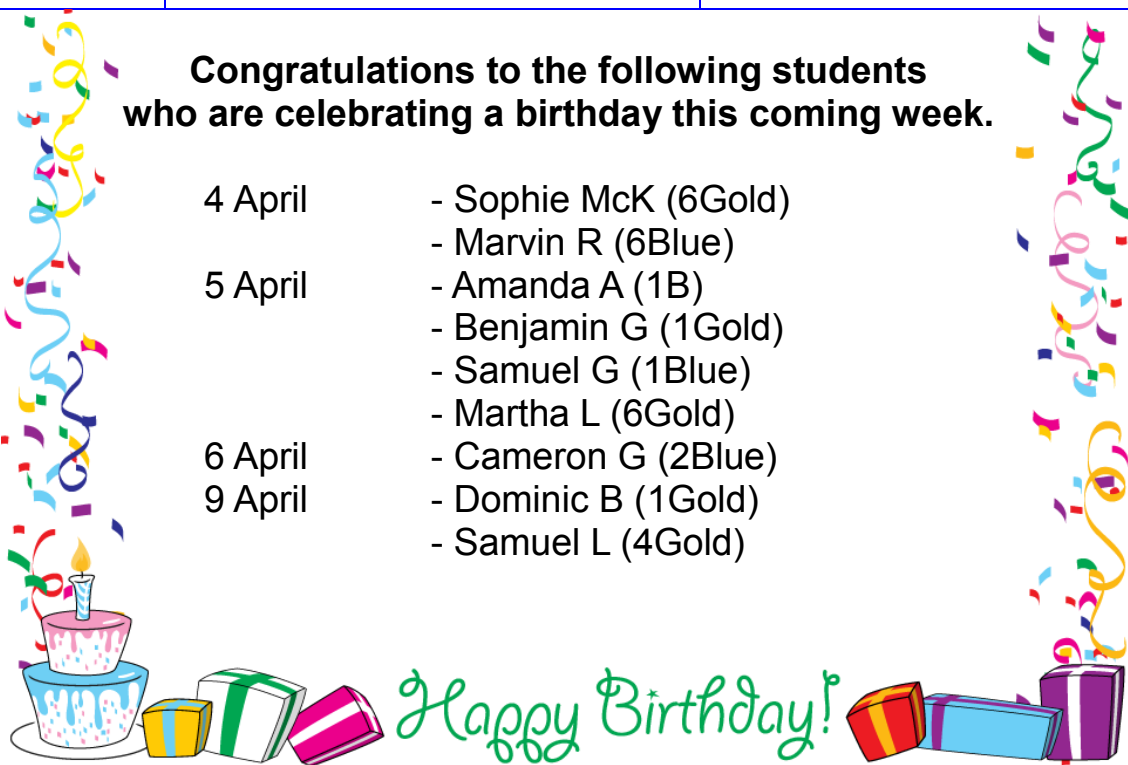 Congratulations to the following students
who are celebrating a birthday this coming week.
4 April - Sophie McK (6Gold)
- Marvin R (6Blue)
5 April - Amanda A (1B)
- Benjamin G (1Gold)
- Samuel G (1Blue)
- Martha L (6Gold)
6 April - Cameron G (2Blue)
9 April - Dominic B (1Gold)
- Samuel L (4Gold)
Happy Birthday!